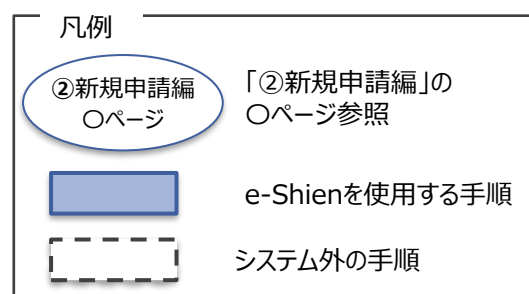 凡例
②新規申請編
〇ページ
「②新規申請編」の
〇ページ参照
e-Shienを使用する手順
システム外の手順